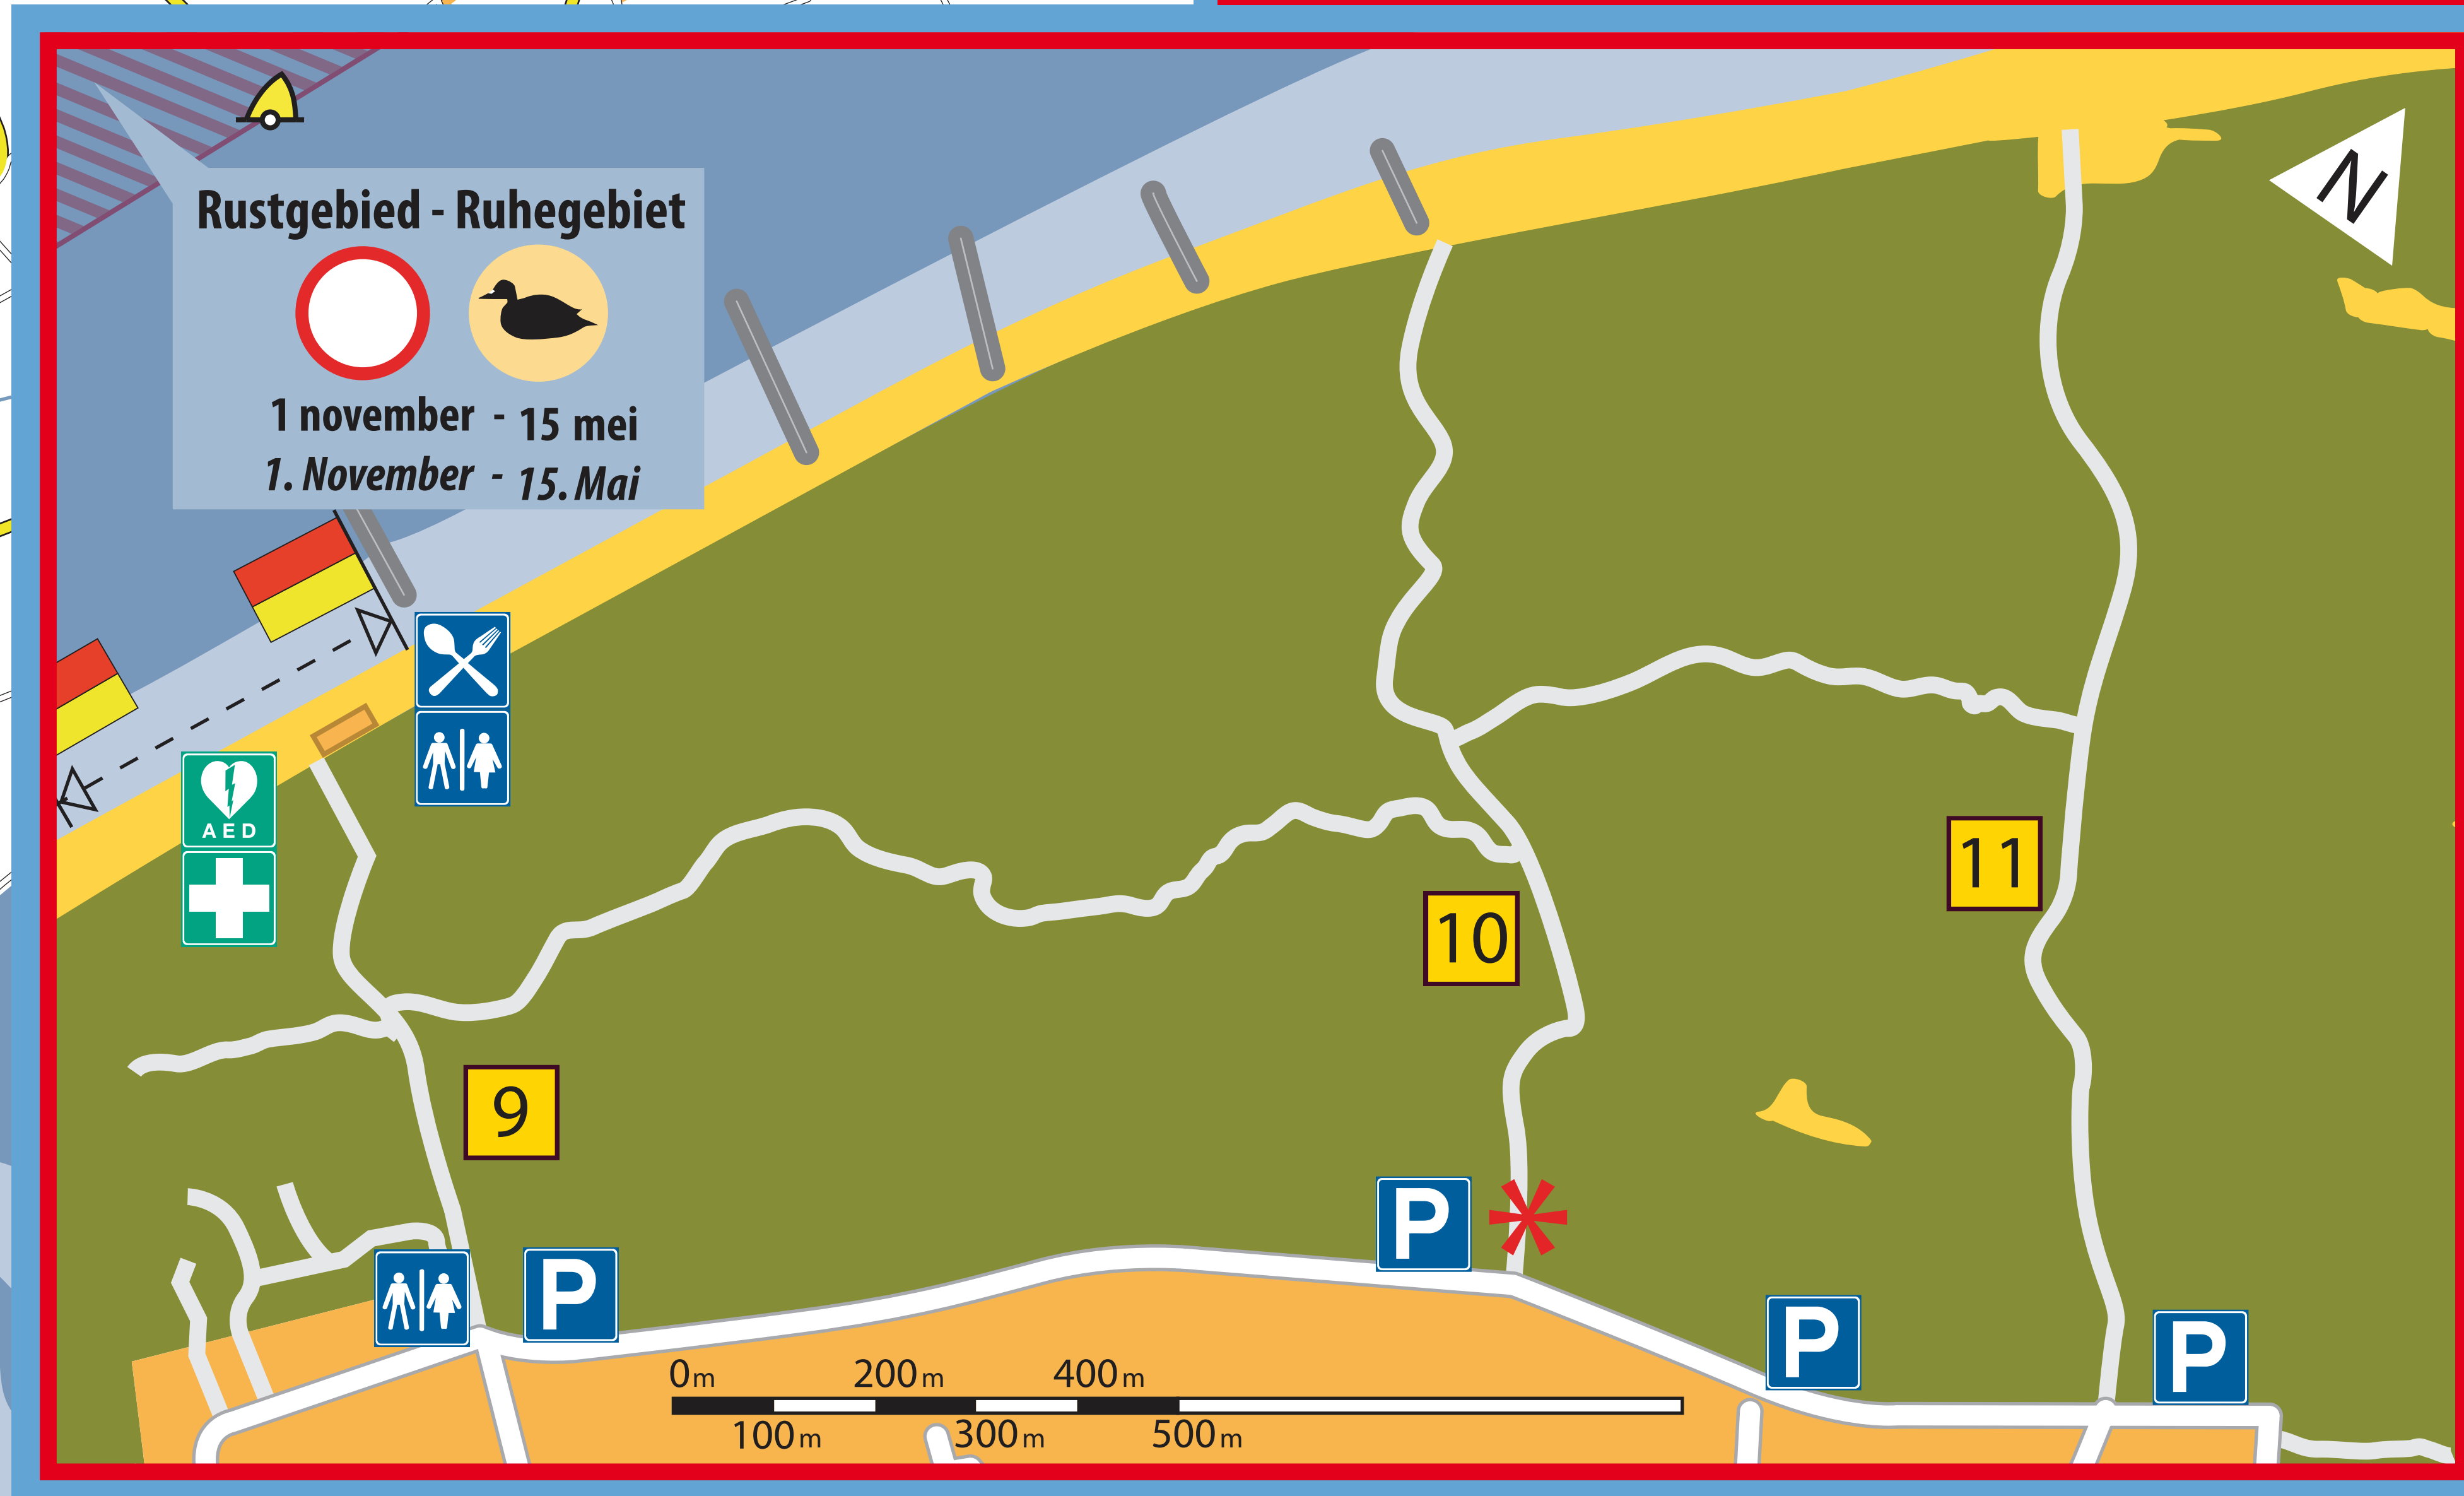 Rustgebied - Ruhegebiet
1 november - 15 mei
1. November - 15. Mai
N
AED
11
10
9
P
P
P
P
0m 200m 400m
100m 300m 500m